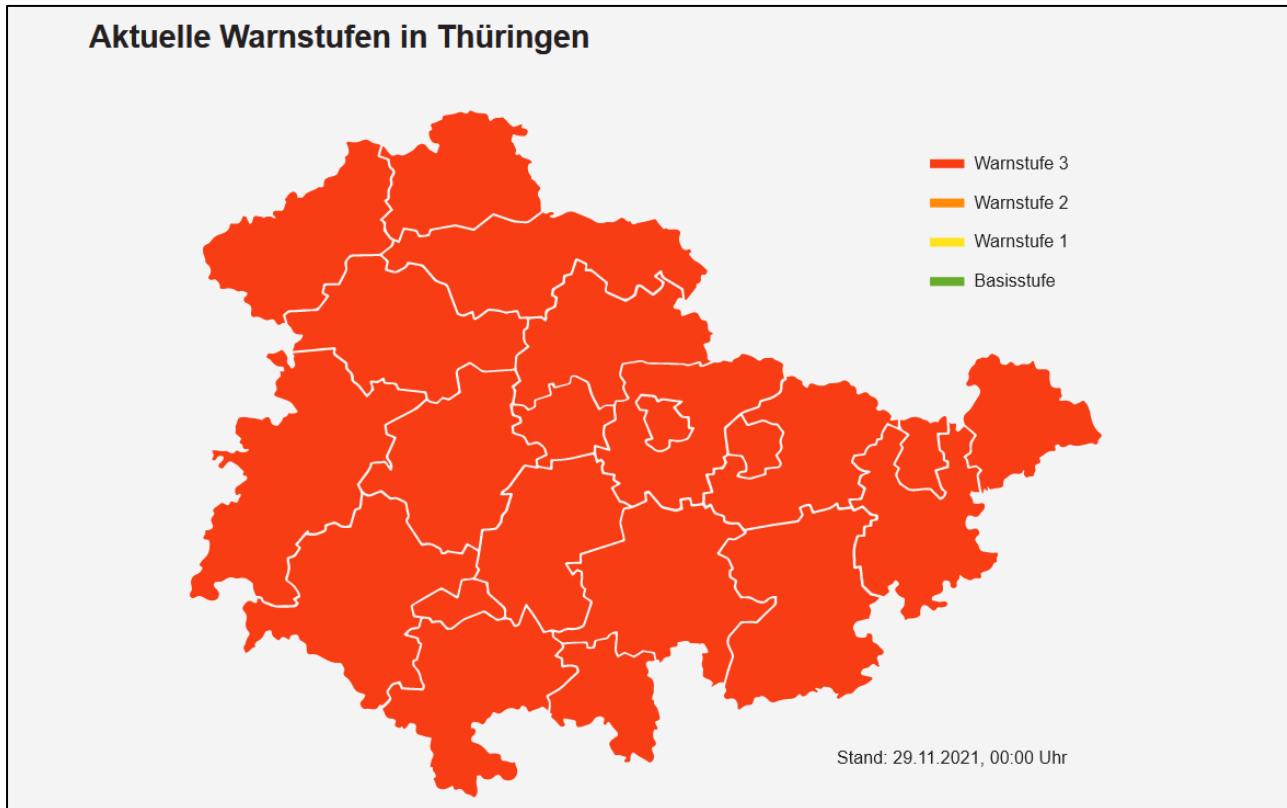 Aktuelle Warnstufen in Thüringen
Warnstufe 3
Warnstufe 2
Warnstufe 1
Basisstufe
Stand: 29.11.2021, 00:00 Uhr